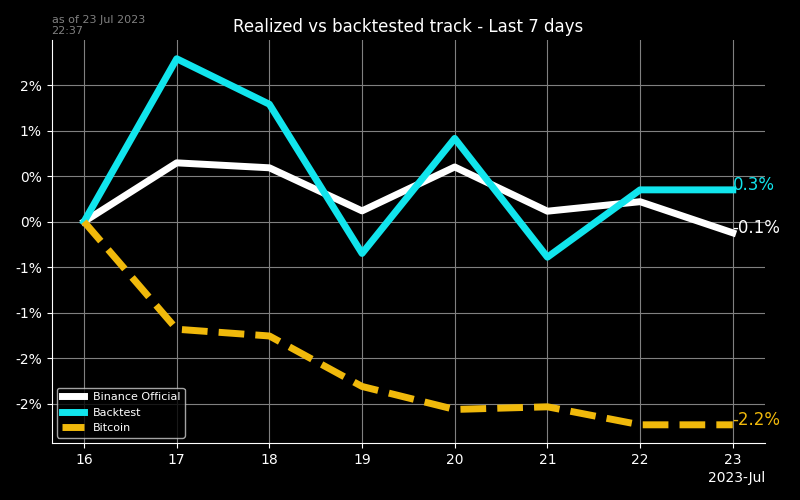 as of 23 Jul 2023
22:37
Realized vs backtested track - Last 7 days
2%
1%
0%
0%
-1%
-1%
-2%
-2%
0.3%
-0.1%
-2.2%
Binance Official
Backtest
Bitcoin
16 17 18 19 20 21 22 23
2023-Jul